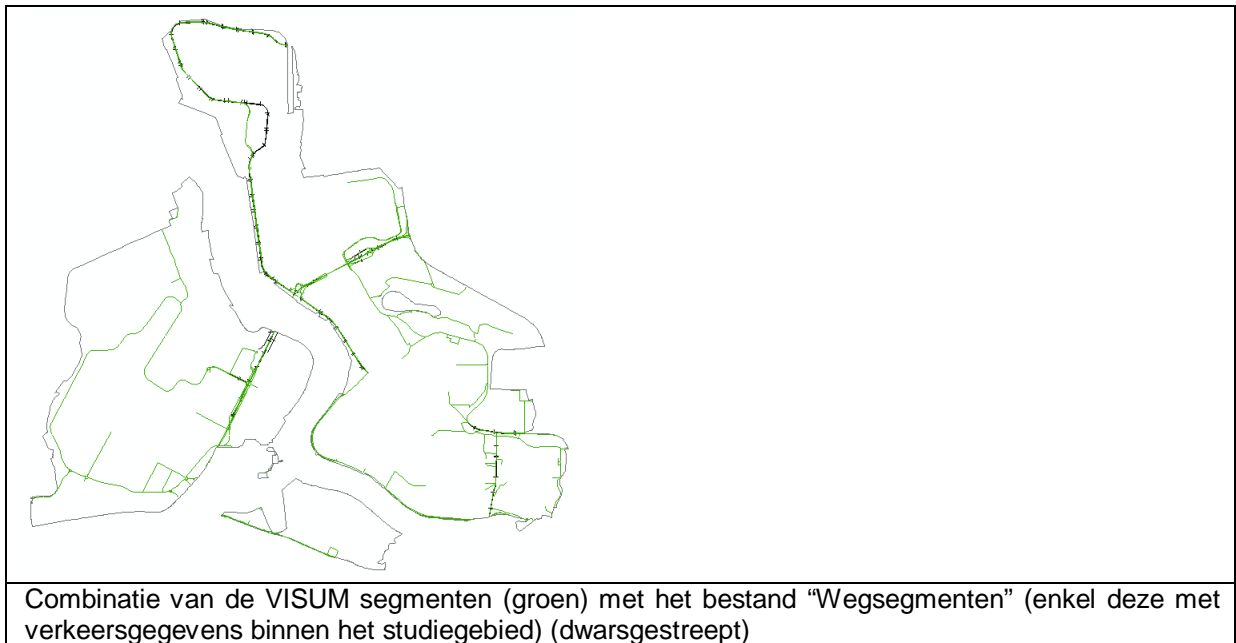 Combinatie van de VISUM segmenten (groen) met het bestand “Wegsegmenten” (enkel deze met
verkeersgegevens binnen het studiegebied) (dwarsgestreept)